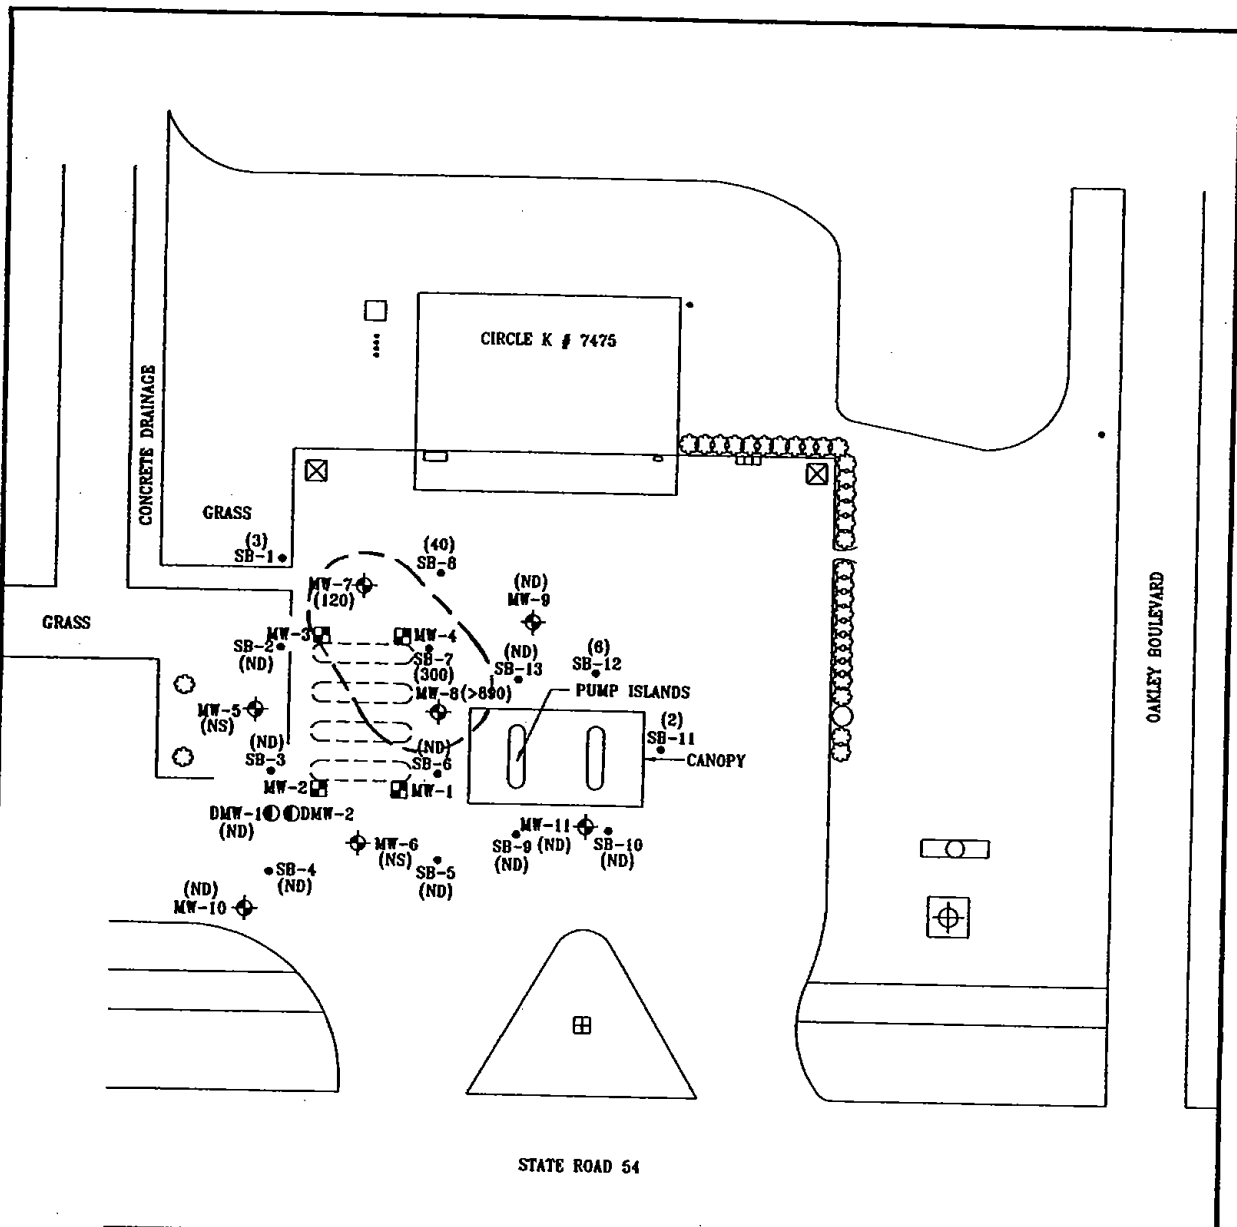 CIRCLE K # 7475
CONCRETE DRAINAGE
GRASS
(3)
SB-1
(40)
SB-8
MW-7
(120)
(ND)
MW-9
OAKLEY BOULEVARD
GRASS
MW-3
MW-4
SB-2
(ND)
SB-7
(300)
(ND)
SB-13
(6)
SB-12
MW-8(>890)
PUMP ISLANDS
MW-5
(NS)
(2)
SB-11
CANOPY
(ND)
SB-3
(ND)
SB-6
MW-2
MW-1
DMW-1
(ND)
DMW-2
MW-6
(NS)
MW-11
(ND)
SB-9
(ND)
SB-10
(ND)
SB-4
(ND)
SB-5
(ND)
(ND)
MW-10
STATE ROAD 54